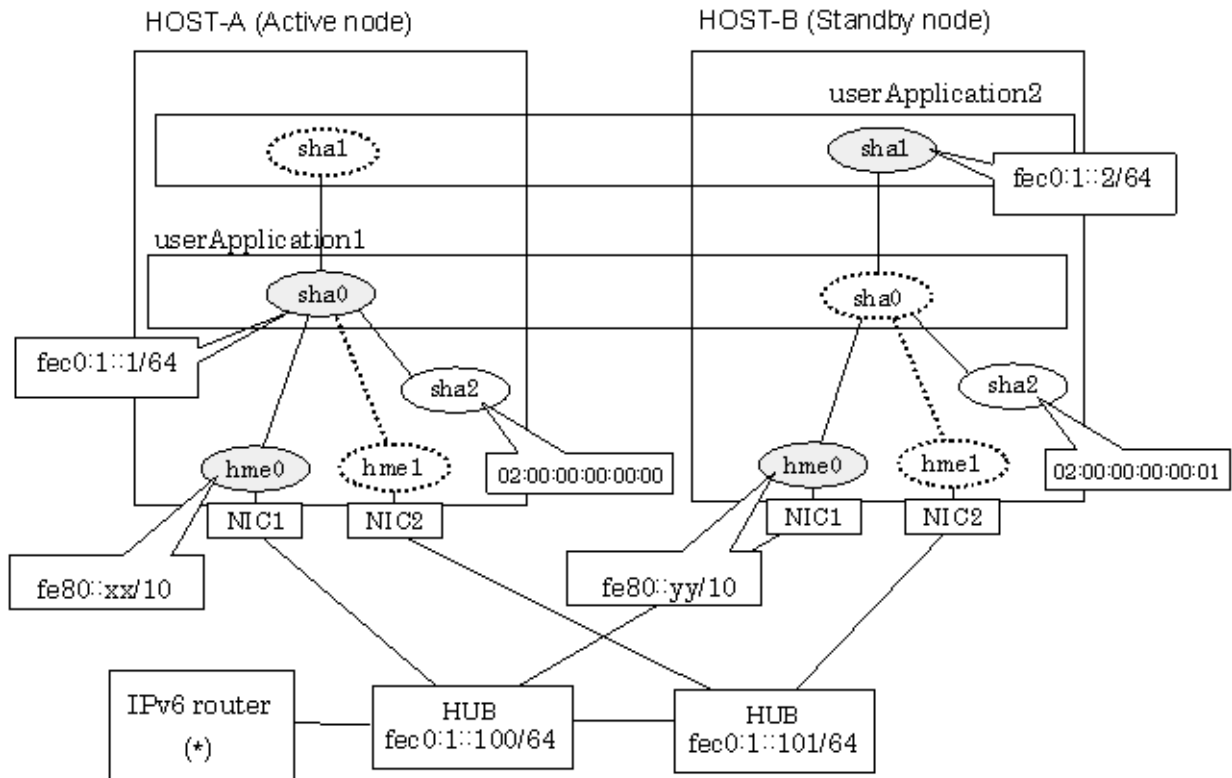 HOST-A (Active node)
HOST-B (Standby node)
userApplication2
sha1
sha1
fec0:1::2/64
userApplication1
sha0
sha0
fec0:1::1/64
sha2
sha2
hme0
hme1
02:00:00:00:00:00
hme0
hme1
02:00:00:00:00:01
NIC1
NIC2
NIC1
NIC2
fe80::xx/10
fe80::yy/10
IPv6 router
(*)
HUB
fec0:1::100/64
HUB
fec0:1::101/64